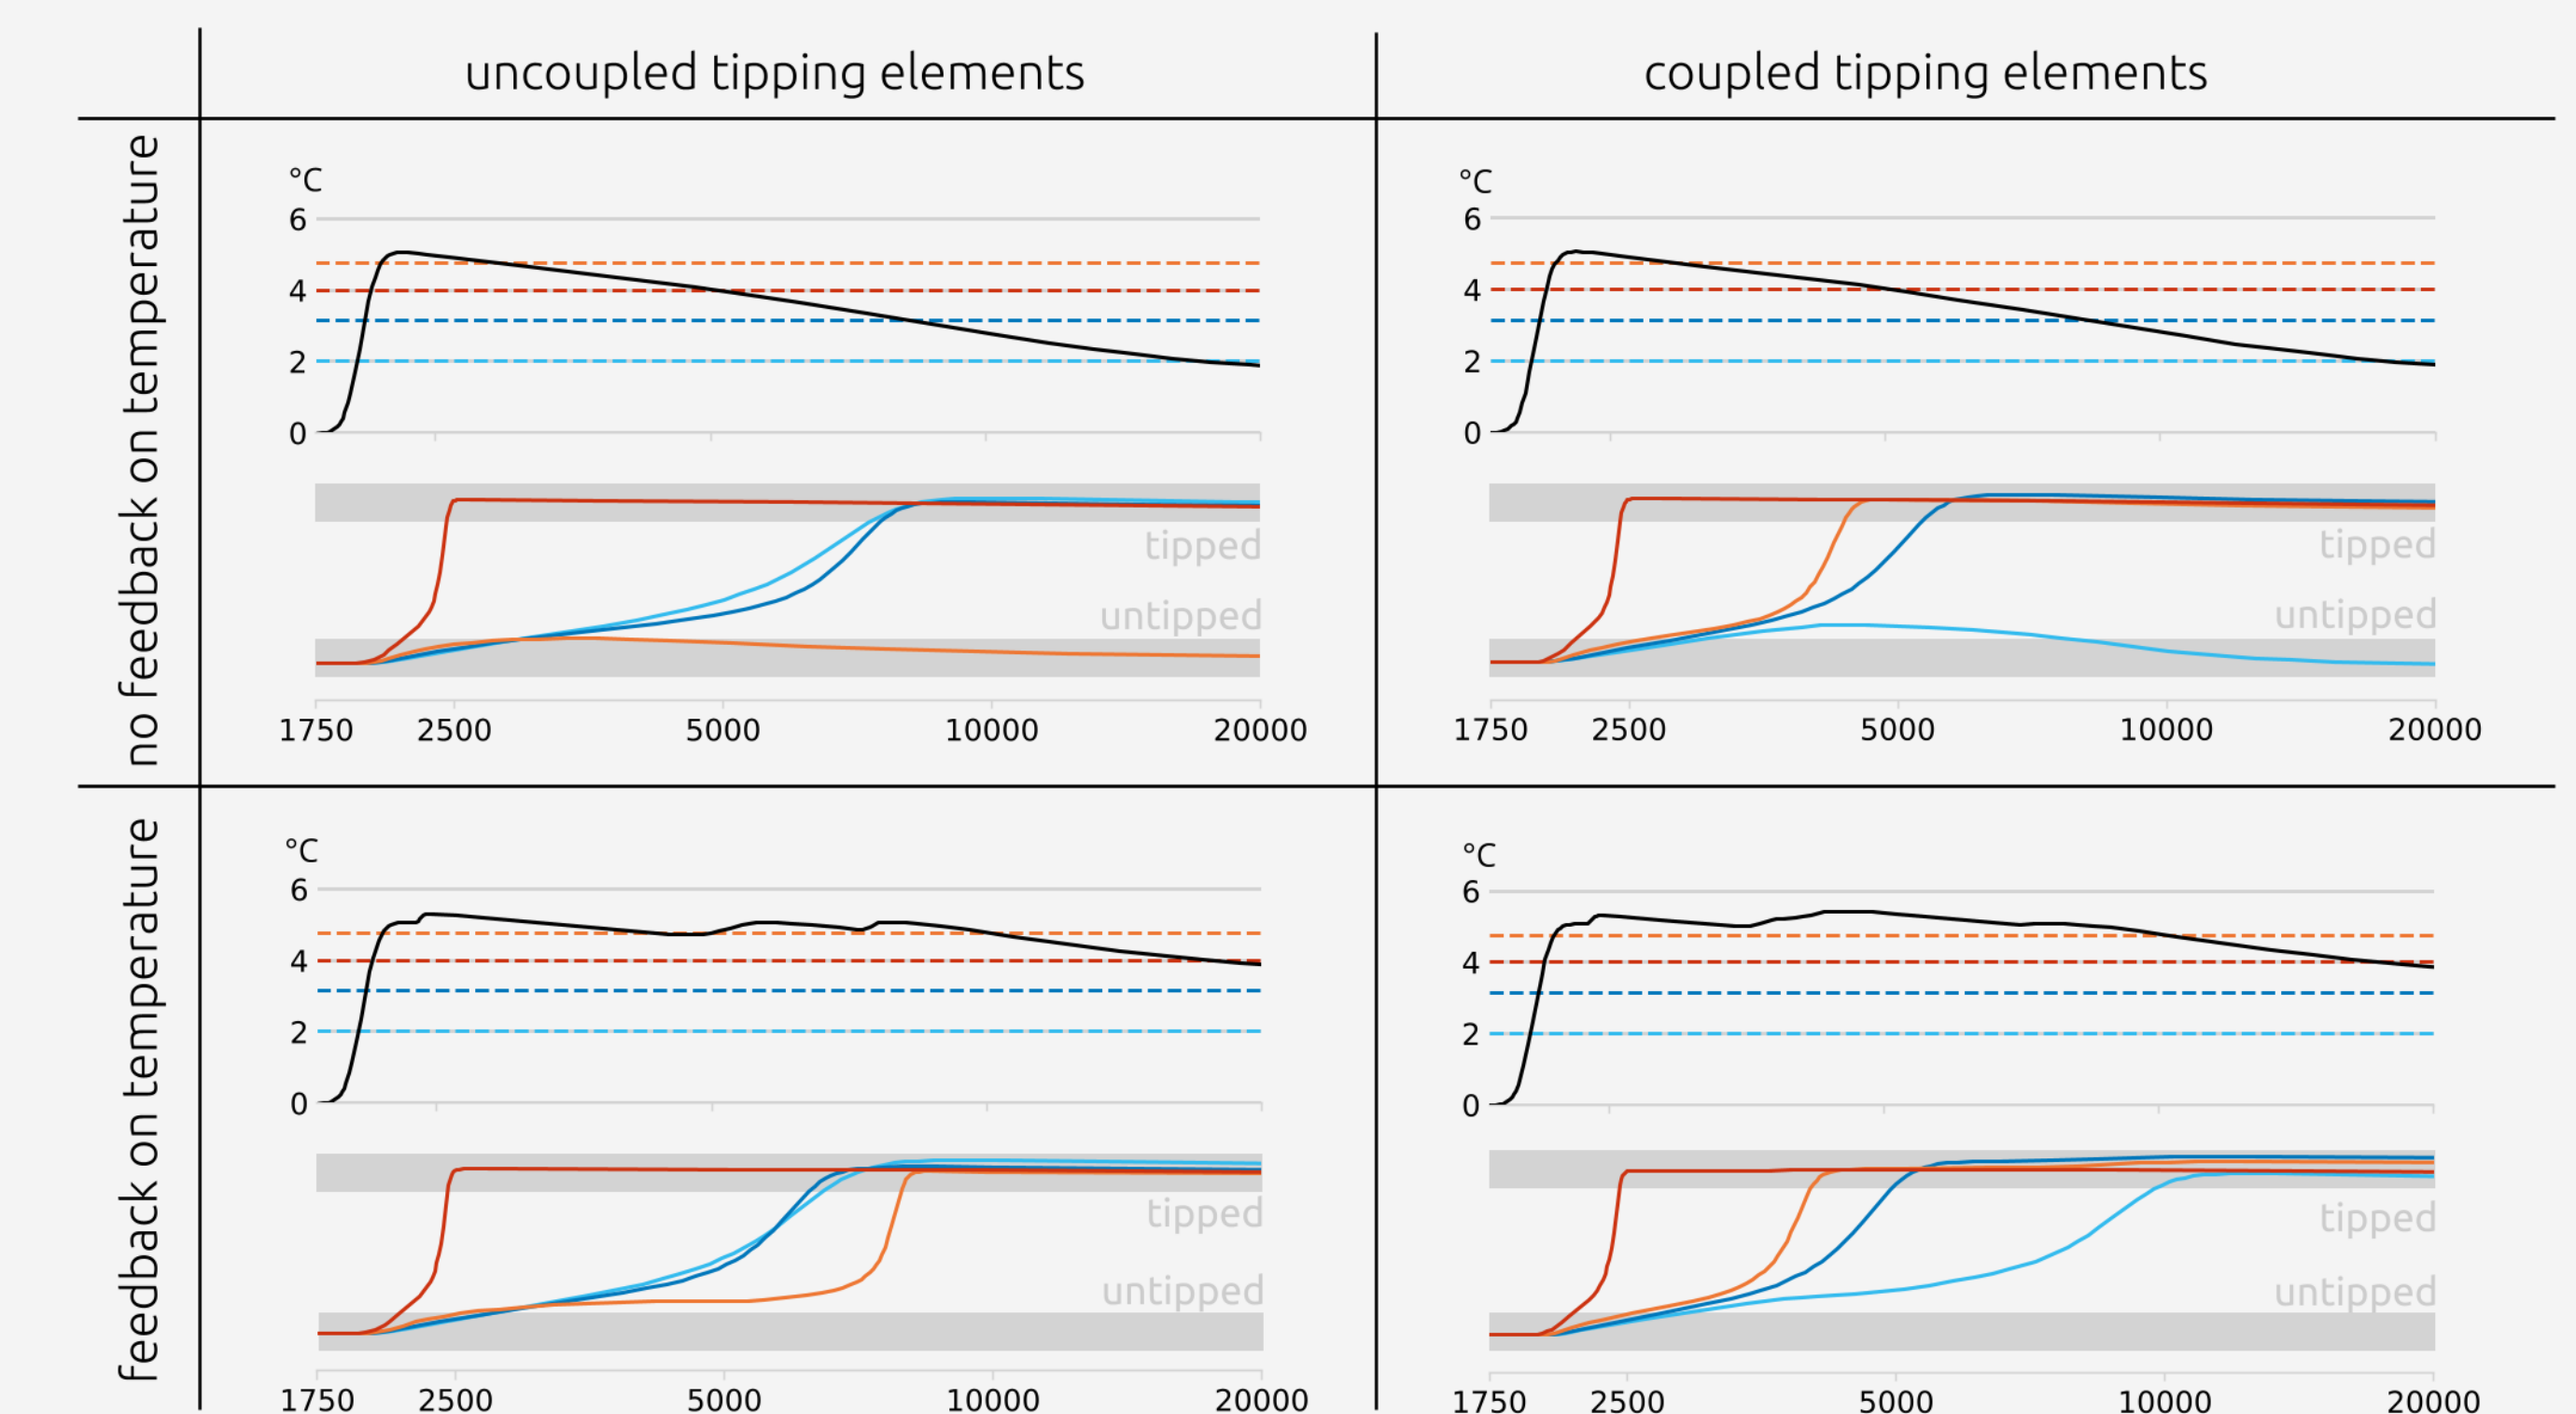 uncoupled tipping elements
coupled tipping elements
no feedback on temperature
°C
6
4
2
0
tipped
untipped
1750 2500 5000 10000 20000
°C
6
4
2
0
tipped
untipped
1750 2500 5000 10000 20000
feedback on temperature
°C
6
4
2
0
tipped
untipped
1750 2500 5000 10000 20000
°C
6
4
2
0
tipped
untipped
1750 2500 5000 10000 20000